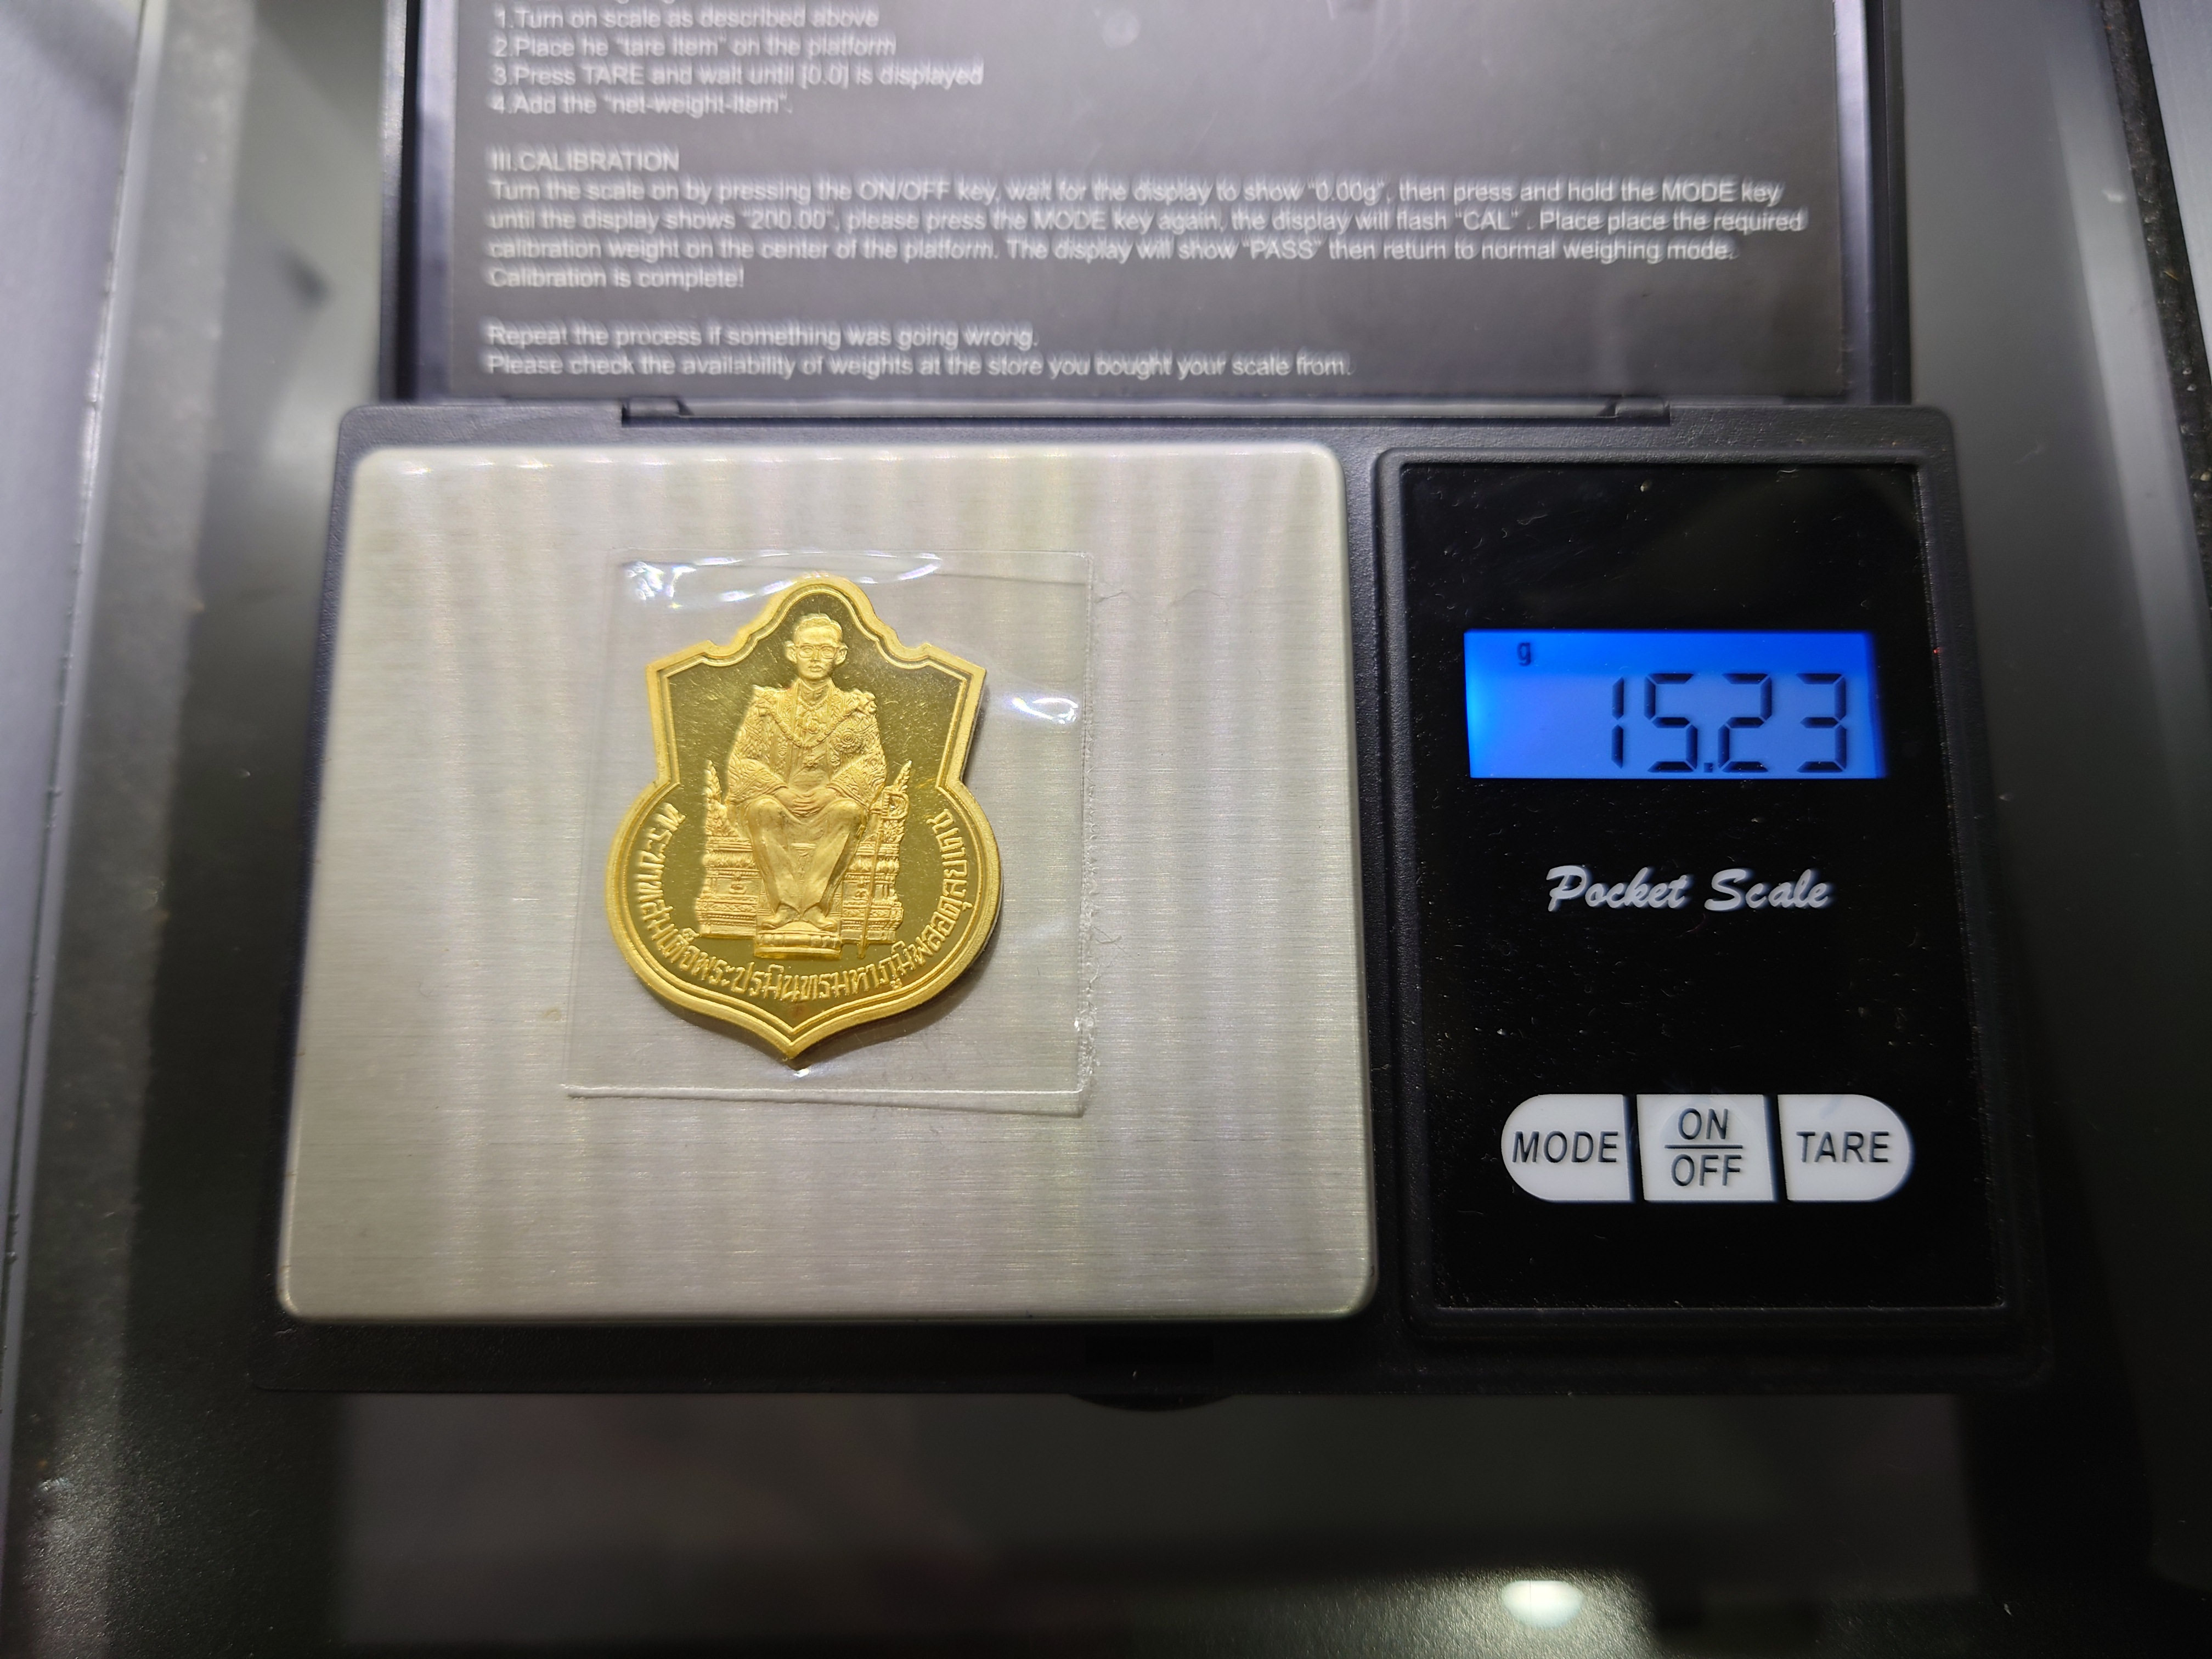 1.Turn on scale as described above
2.Place he "tare item" on the platform
3.Press TARE and wait until [0.0] is displayed
4.Add the "net-weight-item".
III.CALIBRATION
Turn the scale on by pressing the ON/OFF key, wait for the display to show "0.00g", then press and hold the MODE key
until the display shows "200.00", please press the MODE key again, the display will flash "CAL" . Place place the required
calibration weight on the center of the platform. The display will show "PASS" then return to normal weighing mode.
Calibration is complete!
Repeat the process if something was going wrong.
Please check the availability of weights at the store you bought your scale from.
g
15.23
Pocket Scale
MODE
ON
OFF
TARE
พระบาทสมเด็จพระปรมินทรมหาภูมิพลอดุลยเดช